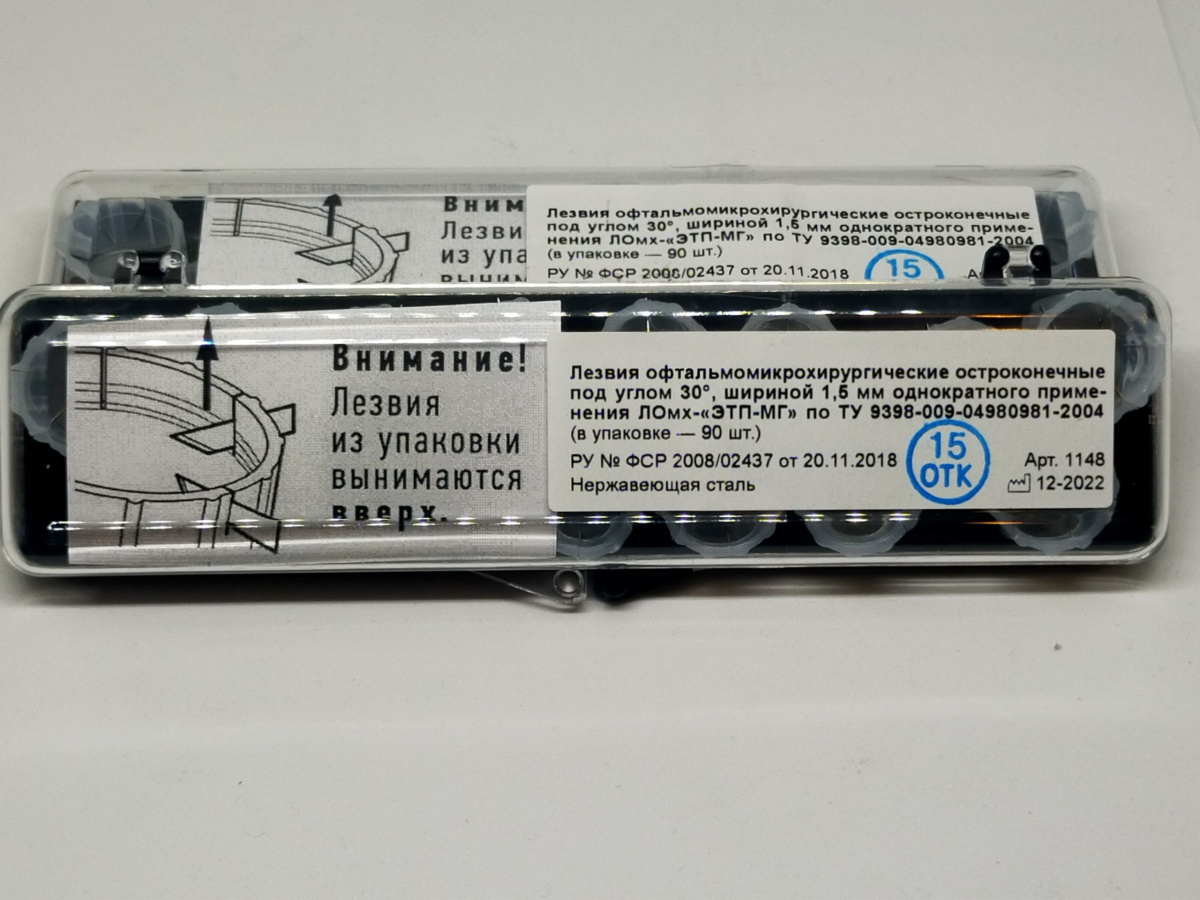 Вним
Лезви
из упа
выним
Лезвия офтальмомикрохирургические остроконечные
под углом 30°, шириной 1,5 мм однократного приме-
нения ЛОмх-«ЭТП-МГ» по ТУ 9398-009-04980981-2004
(в упаковке — 90 шт.)
РУ № ФСР 2008/02437 от 20.11.2018
15
Внимание!
Лезвия
из упаковки
вынимаются
вверх.
Лезвия офтальмомикрохирургические остроконечные
под углом 30°, шириной 1,5 мм однократного приме-
нения ЛОмх-«ЭТП-МГ» по ТУ 9398-009-04980981-2004
(в упаковке — 90 шт.)
РУ № ФСР 2008/02437 от 20.11.2018
Нержавеющая сталь
15
ОТК
Арт. 1148
12-2022